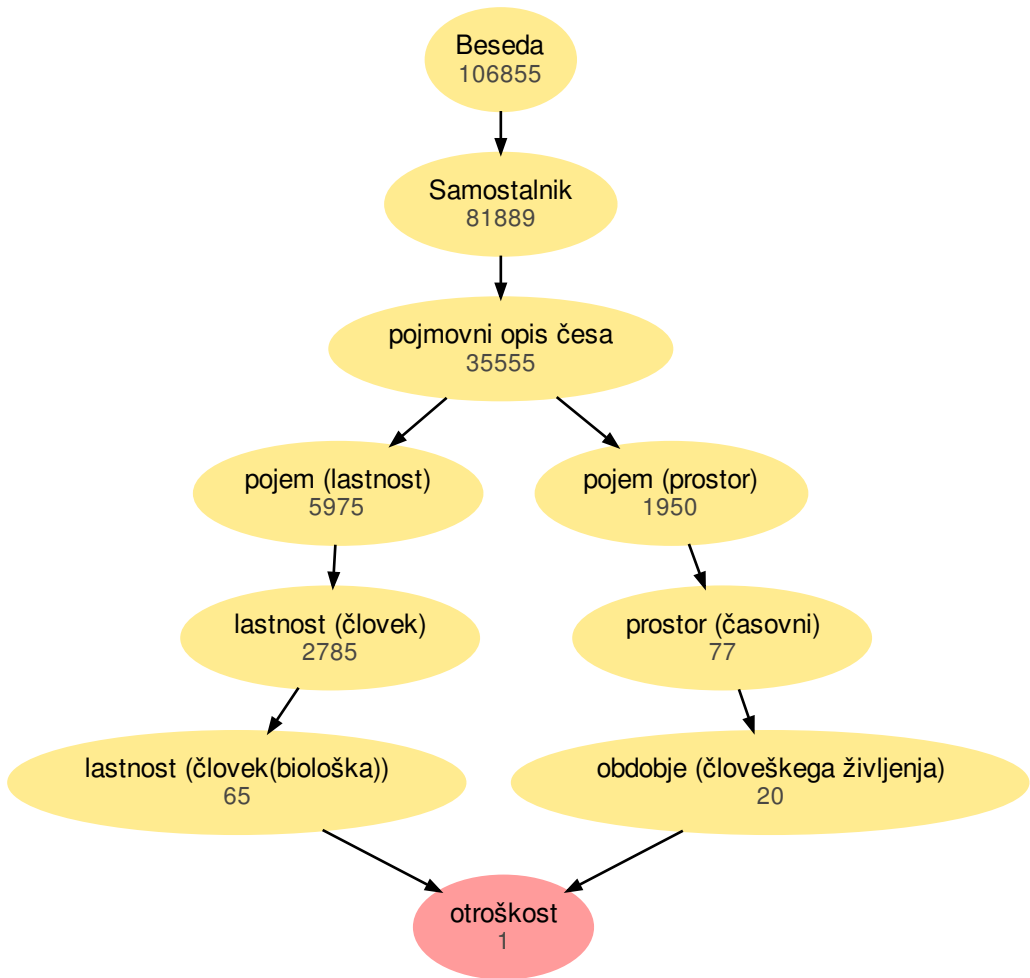 Beseda
106855
Samostalnik
81889
pojmovni opis česa
35555
pojem (lastnost)
5975
pojem (prostor)
1950
lastnost (človek)
2785
prostor (časovni)
77
lastnost (človek(biološka))
65
obdobje (človeškega življenja)
20
otroškost
1